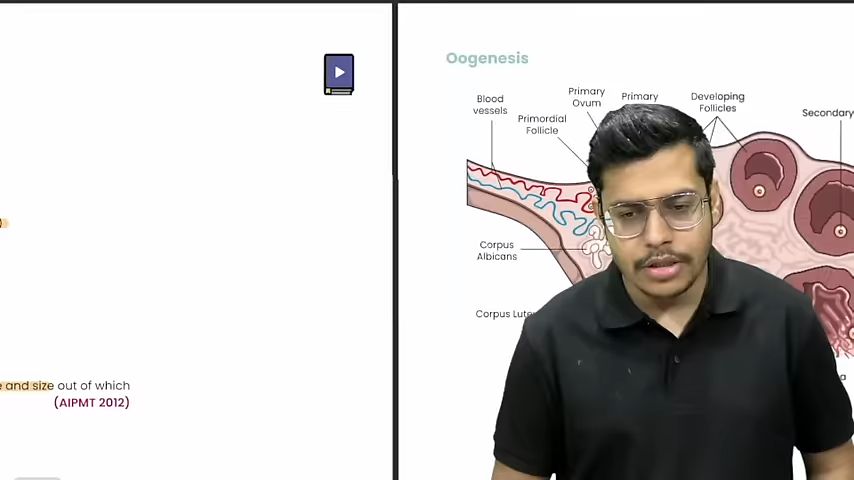 and size out of which
(AIPMT 2012)
Oogenesis
Blood
vessels
Primordial
Follicle
Primary
Ovum
Primary
Developing
Follicles
Secondary
Corpus
Albicans
Corpus